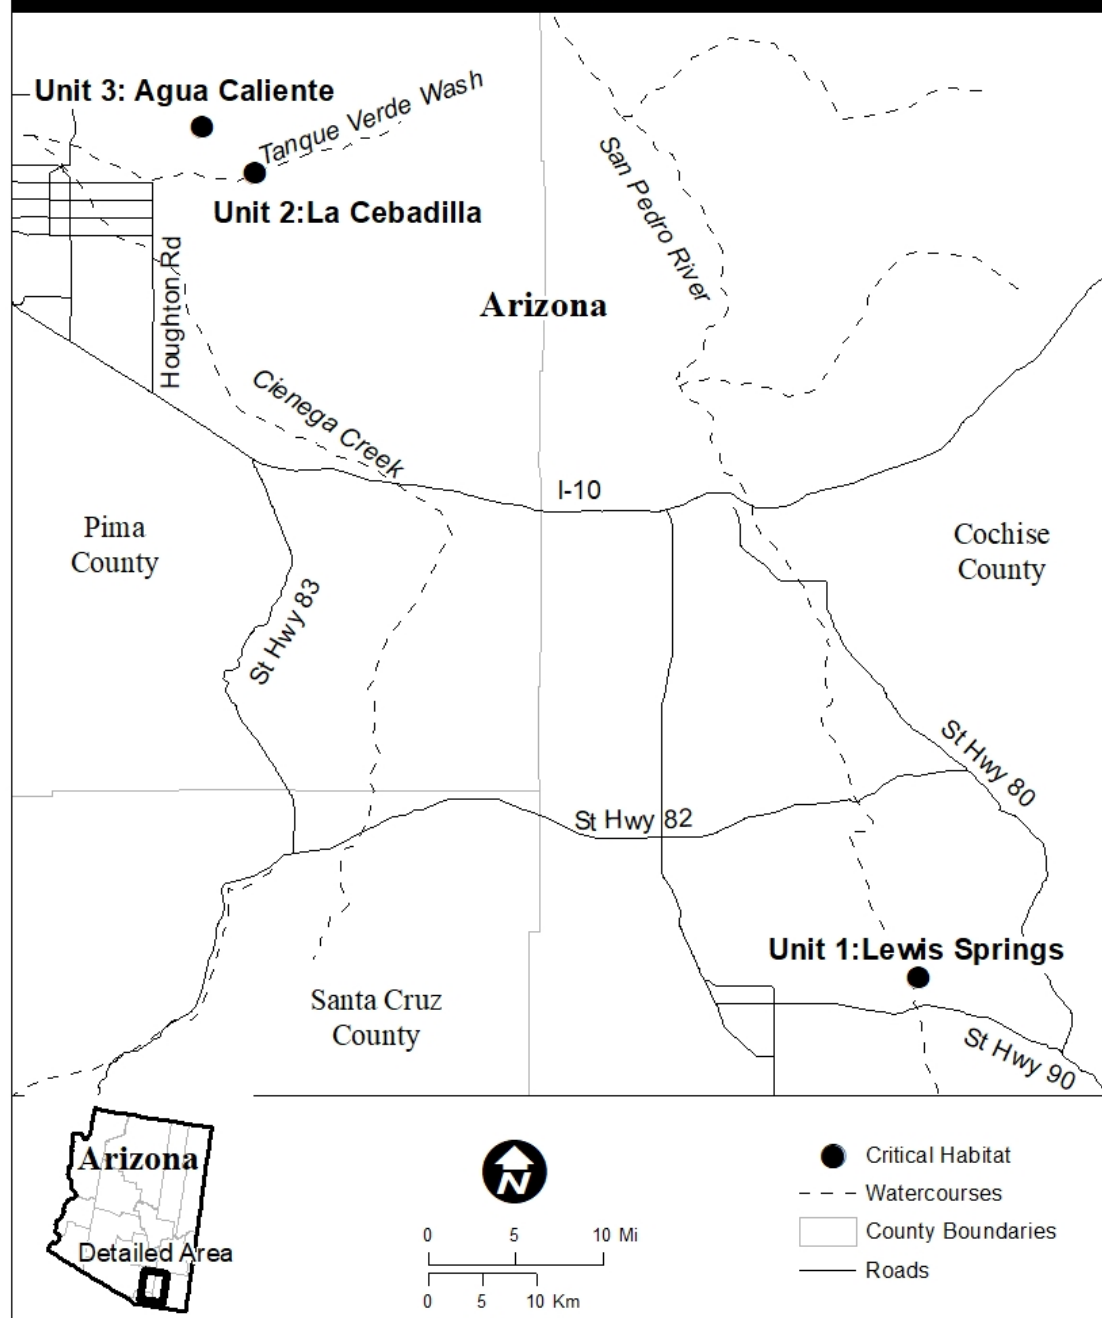 Unit 3: Agua Caliente
Tanque Verde Wash
Unit 2:La Cebadilla
San Pedro River
Arizona
Houghton Rd
Cienega Creek
I-10
Pima
County
Cochise
County
St Hwy 83
St Hwy 80
St Hwy 82
Unit 1:Lewis Springs
Santa Cruz
County
St Hwy 90
Arizona
Detailed Area
N
0 5 10 Mi
0 5 10 Km
Critical Habitat
Watercourses
County Boundaries
Roads